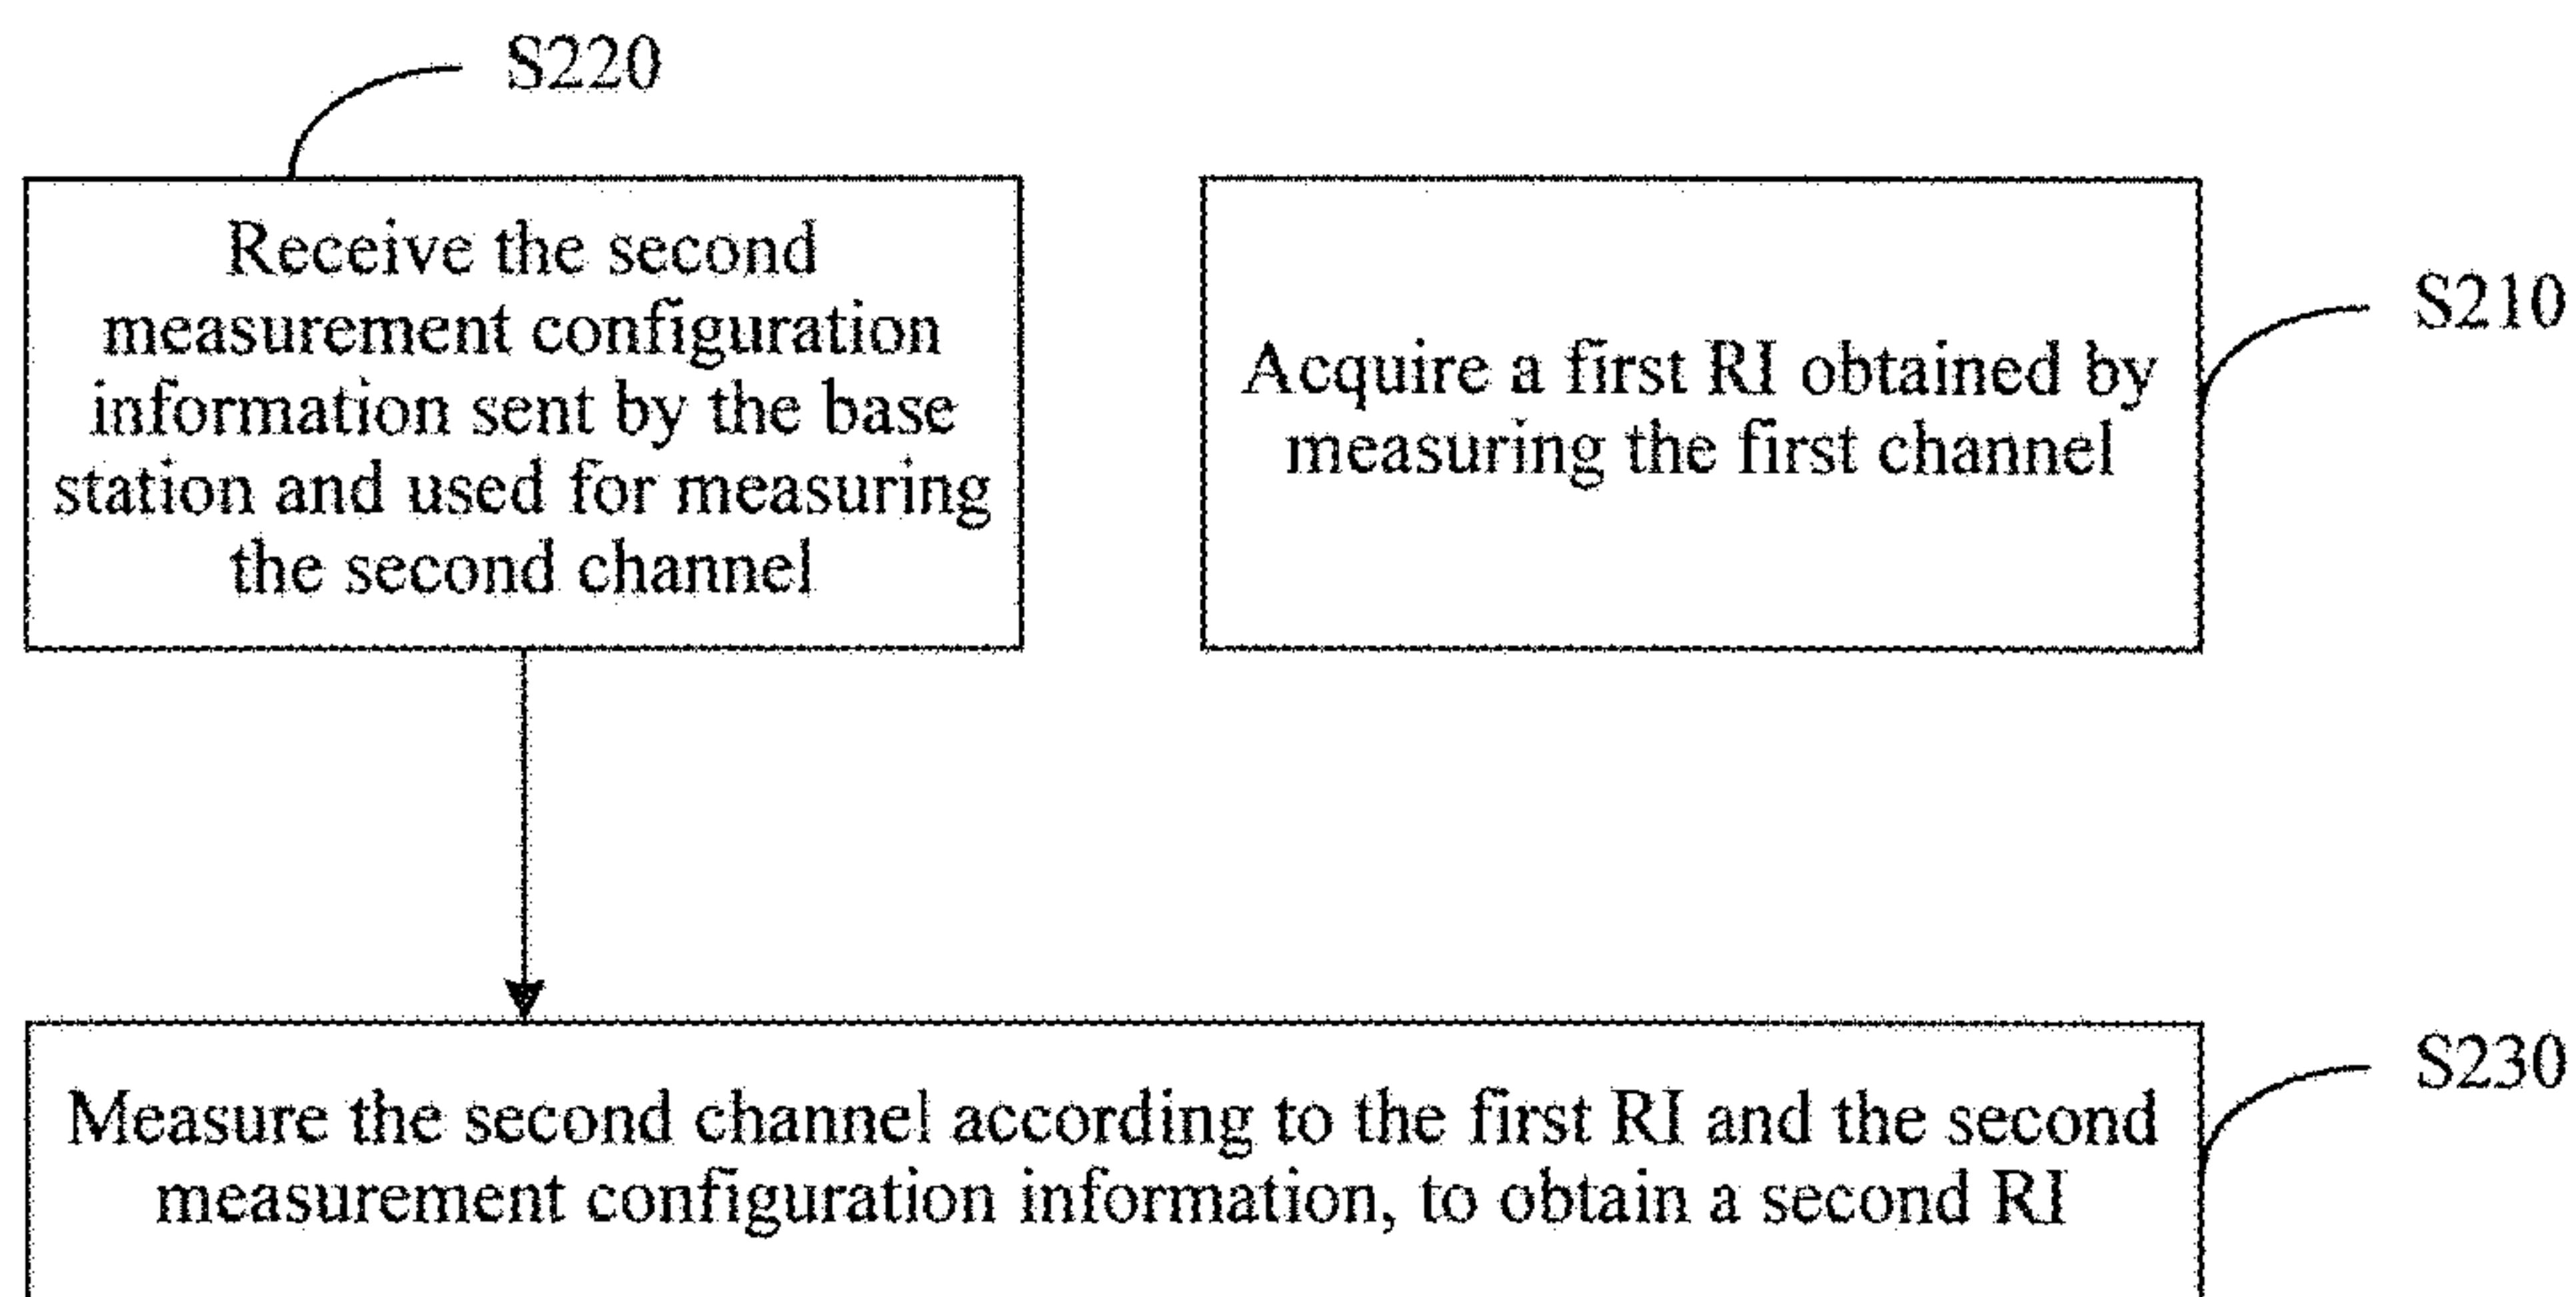 S220
Receive the second
measurement configuration
information sent by the base
station and used for measuring
the second channel
Acquire a first RI obtained by
measuring the first channel
S210
Measure the second channel according to the first RI and the second
measurement configuration information, to obtain a second RI
S230